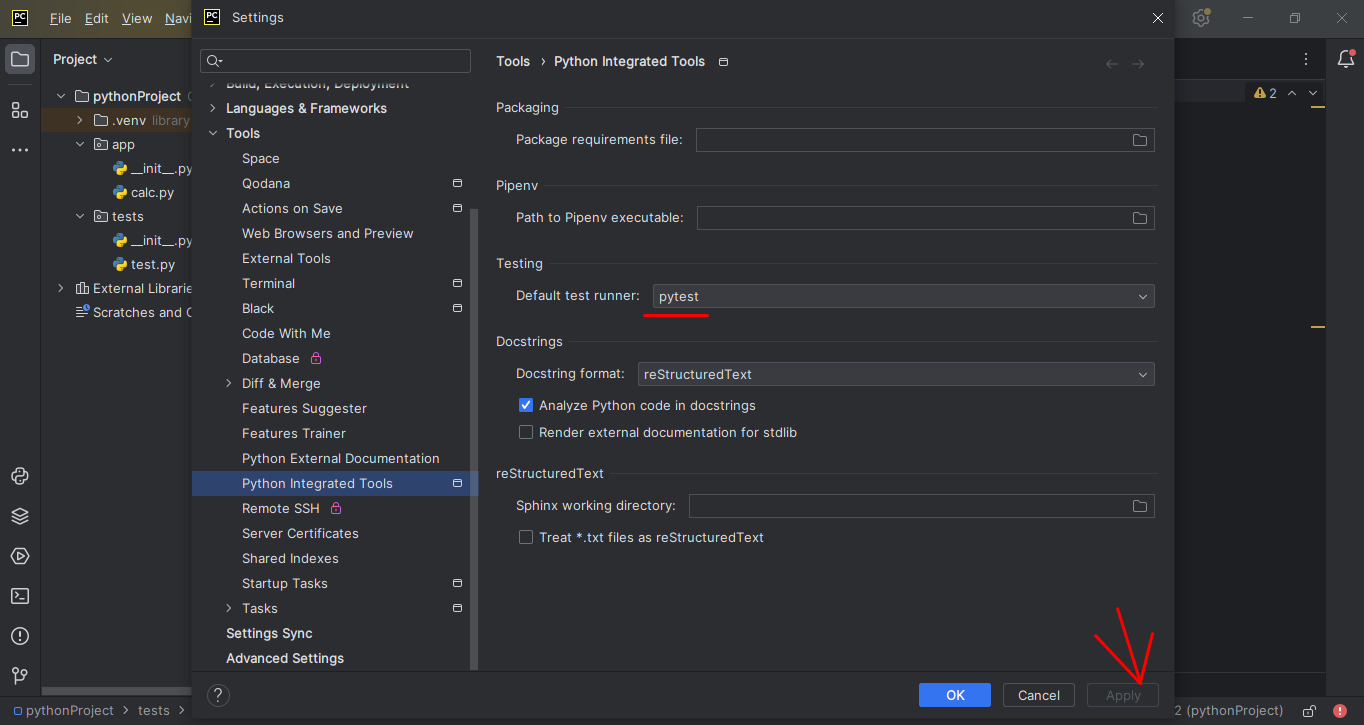 PC File Edit View Navi
PC Settings
Project
pythonProject
.venv library
app
__init__.py
calc.py
tests
__init__.py
test.py
External Librarie
Scratches and C
Build, Execution, Deployment
Languages & Frameworks
Tools
Space
Qodana
Actions on Save
Web Browsers and Preview
External Tools
Terminal
Black
Code With Me
Database
Diff & Merge
Features Suggester
Features Trainer
Python External Documentation
Python Integrated Tools
Remote SSH
Server Certificates
Shared Indexes
Startup Tasks
Tasks
Settings Sync
Advanced Settings
Tools › Python Integrated Tools
Packaging
Package requirements file:
Pipenv
Path to Pipenv executable:
Testing
Default test runner: pytest
Docstrings
Docstring format: reStructuredText
Analyze Python code in docstrings
Render external documentation for stdlib
reStructuredText
Sphinx working directory:
Treat *.txt files as reStructuredText
2
? OK Cancel Apply
pythonProject > tests >
2 (pythonProject)